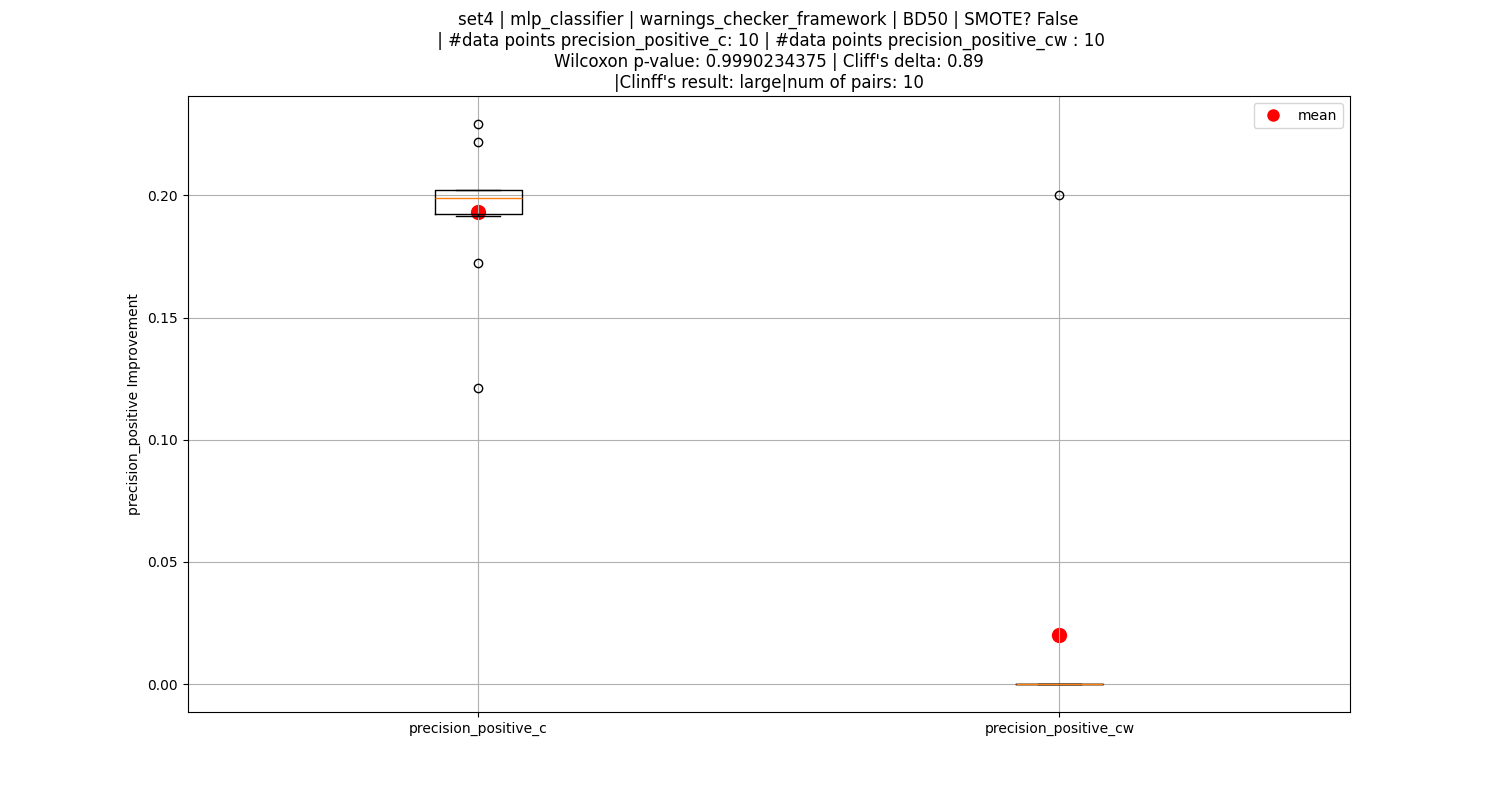 set4 | mlp_classifier | warnings_checker_framework | BD50 | SMOTE? False
| #data points precision_positive_c: 10 | #data points precision_positive_cw : 10
Wilcoxon p-value: 0.9990234375 | Cliff's delta: 0.89
|Clinff's result: large|num of pairs: 10
mean
precision_positive Improvement
0.20
0.15
0.10
0.05
0.00
precision_positive_c
precision_positive_cw